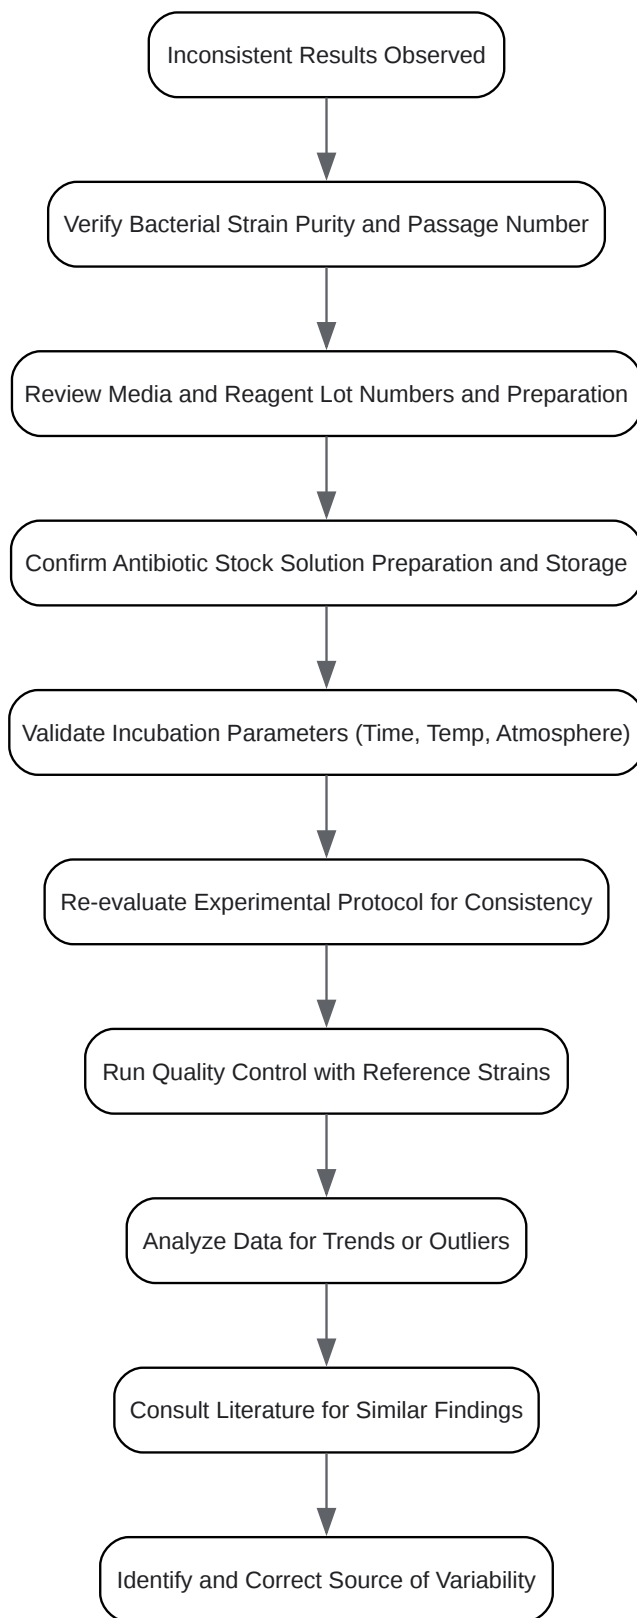 Inconsistent Results Observed
Verify Bacterial Strain Purity and Passage Number
Review Media and Reagent Lot Numbers and Preparation
Confirm Antibiotic Stock Solution Preparation and Storage
Validate Incubation Parameters (Time, Temp, Atmosphere)
Re-evaluate Experimental Protocol for Consistency
Run Quality Control with Reference Strains
Analyze Data for Trends or Outliers
Consult Literature for Similar Findings
Identify and Correct Source of Variability